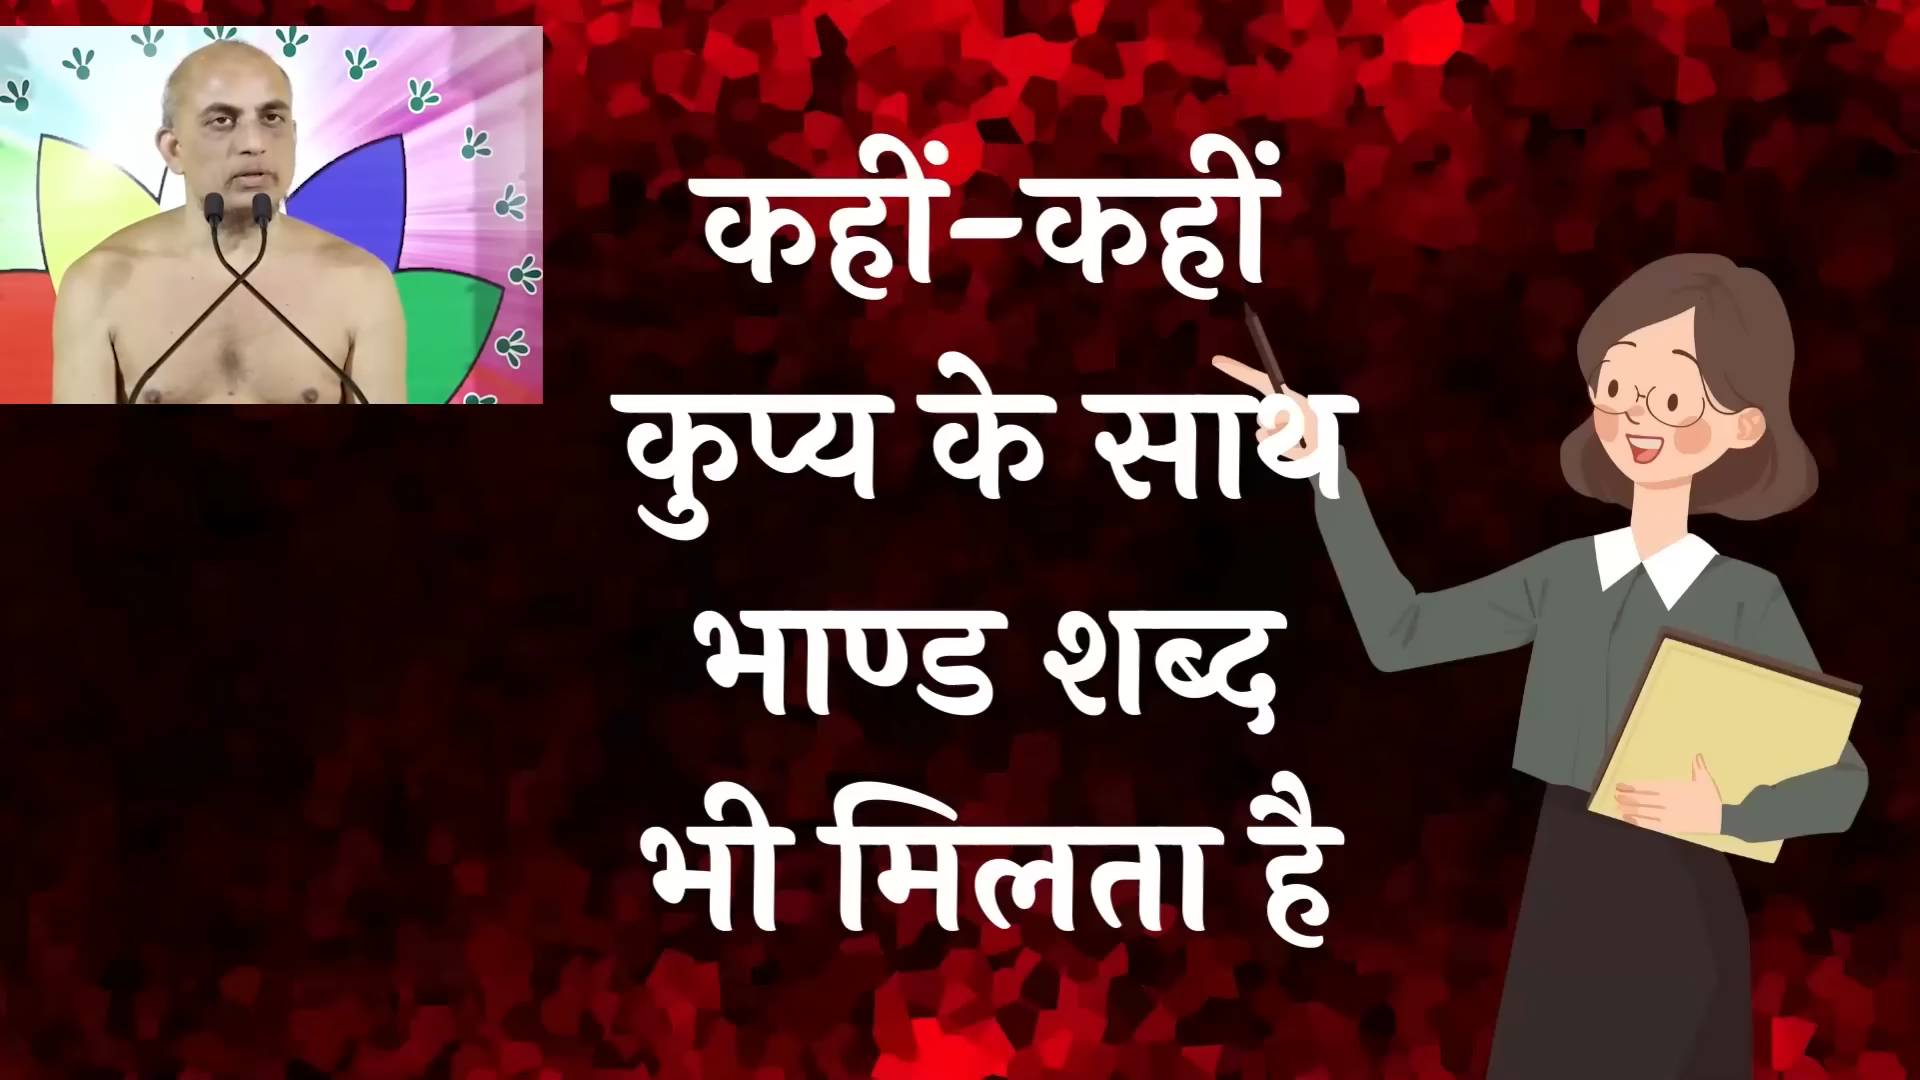 कहीं-कहीं
कुप्य के साथ
भाण्ड शब्द
भी मिलता है